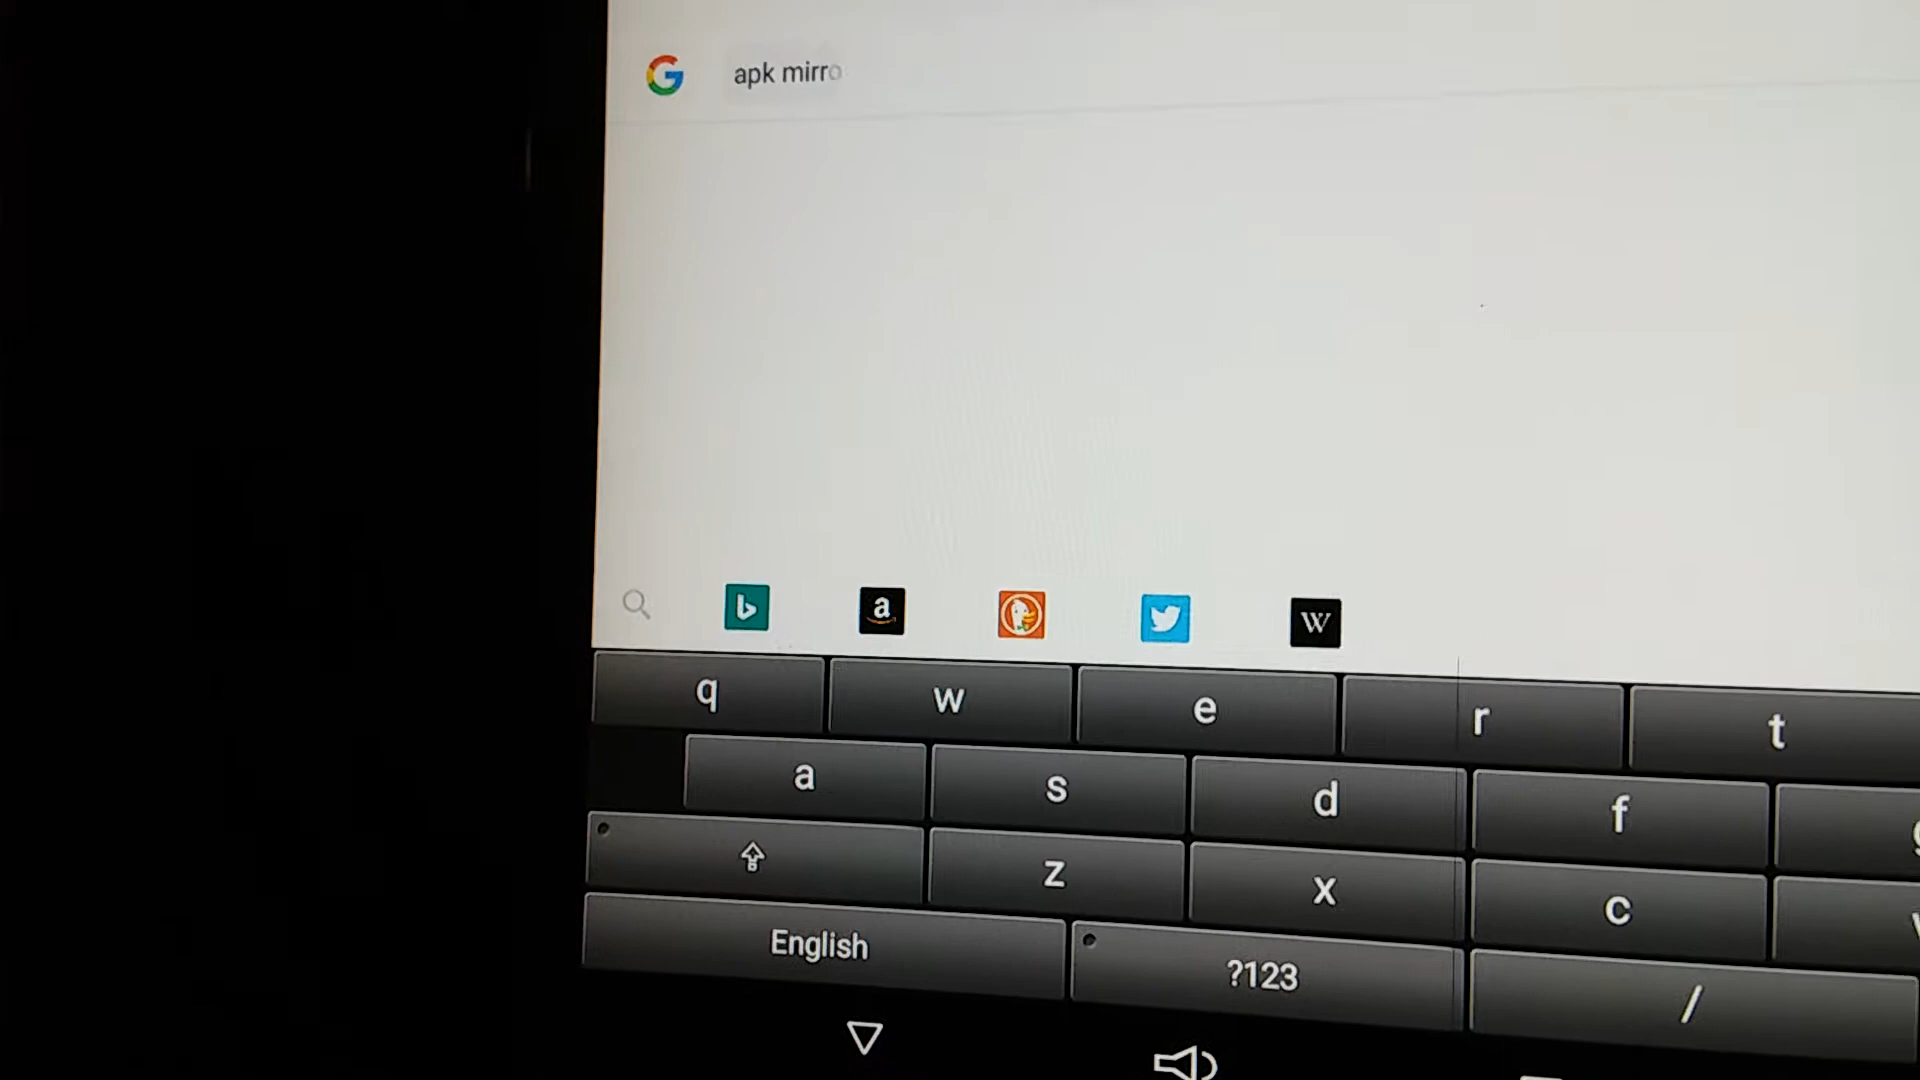 apk mirro
q w e r t
a s d f
z x c
English ?123 /